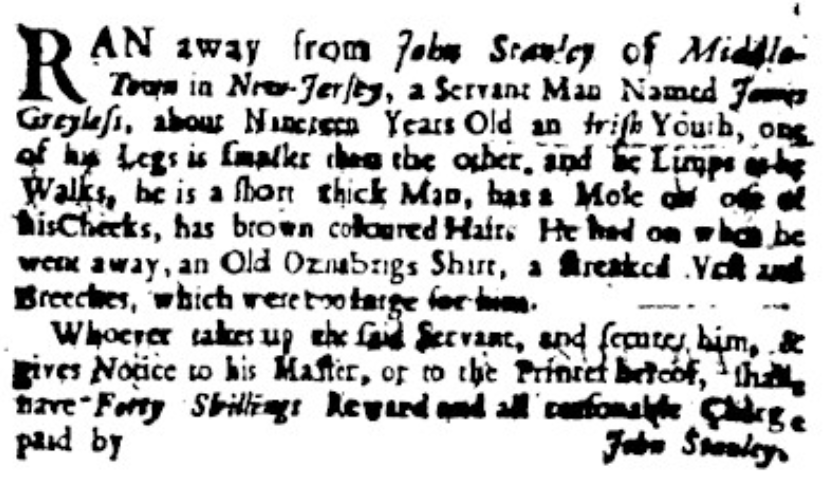 RAN away from John Stanley of Middle-
Town in New-Jersey, a Servant Man Named James
Greyless, about Nineteen Years Old an Irish Youth, one
of his Legs is smaller than the other, and he Limps as he
Walks, he is a short thick Man, has a Mole on one of
his Cheeks, has brown coloured Hair. He had on when he
went away, an Old Oznabrigs Shirt, a streaked Vest and
Breeches, which were too large for him.
Whoever takes up the said Servant, and secures him, &
gives Notice to his Master, or to the Printer hereof, shall
have Forty Shillings Reward and all reasonable Charge
paid by John Stanley.